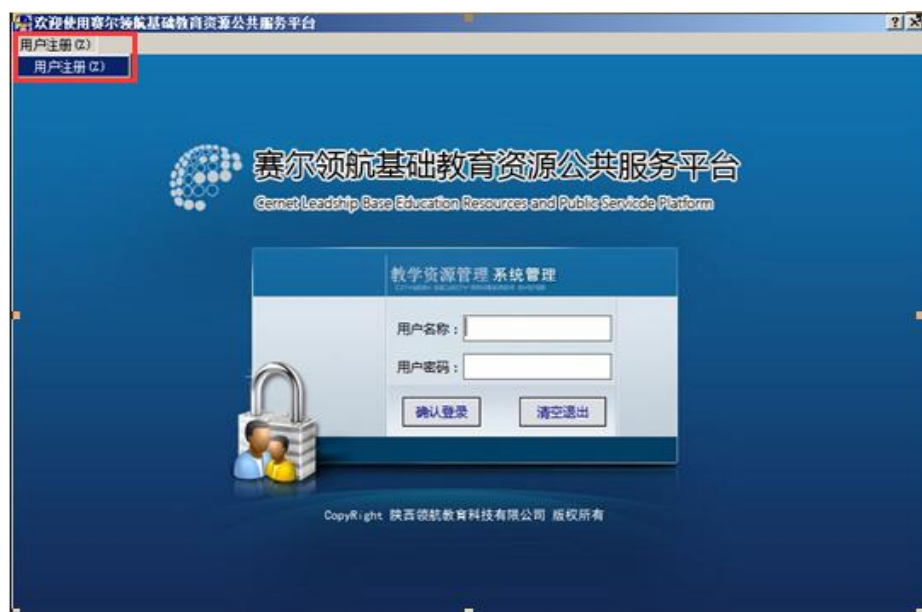 欢迎使用赛尔领航基础教育资源公共服务平台
用户注册(Z)
用户注册(Z)
赛尔领航基础教育资源公共服务平台
Cernet Leadship Base Education Resources and Public Servicde Platform
教学资源管理 系统管理
用户名称：
用户密码：
确认登录 清空退出
CopyRight 陕西领航教育科技有限公司 版权所有